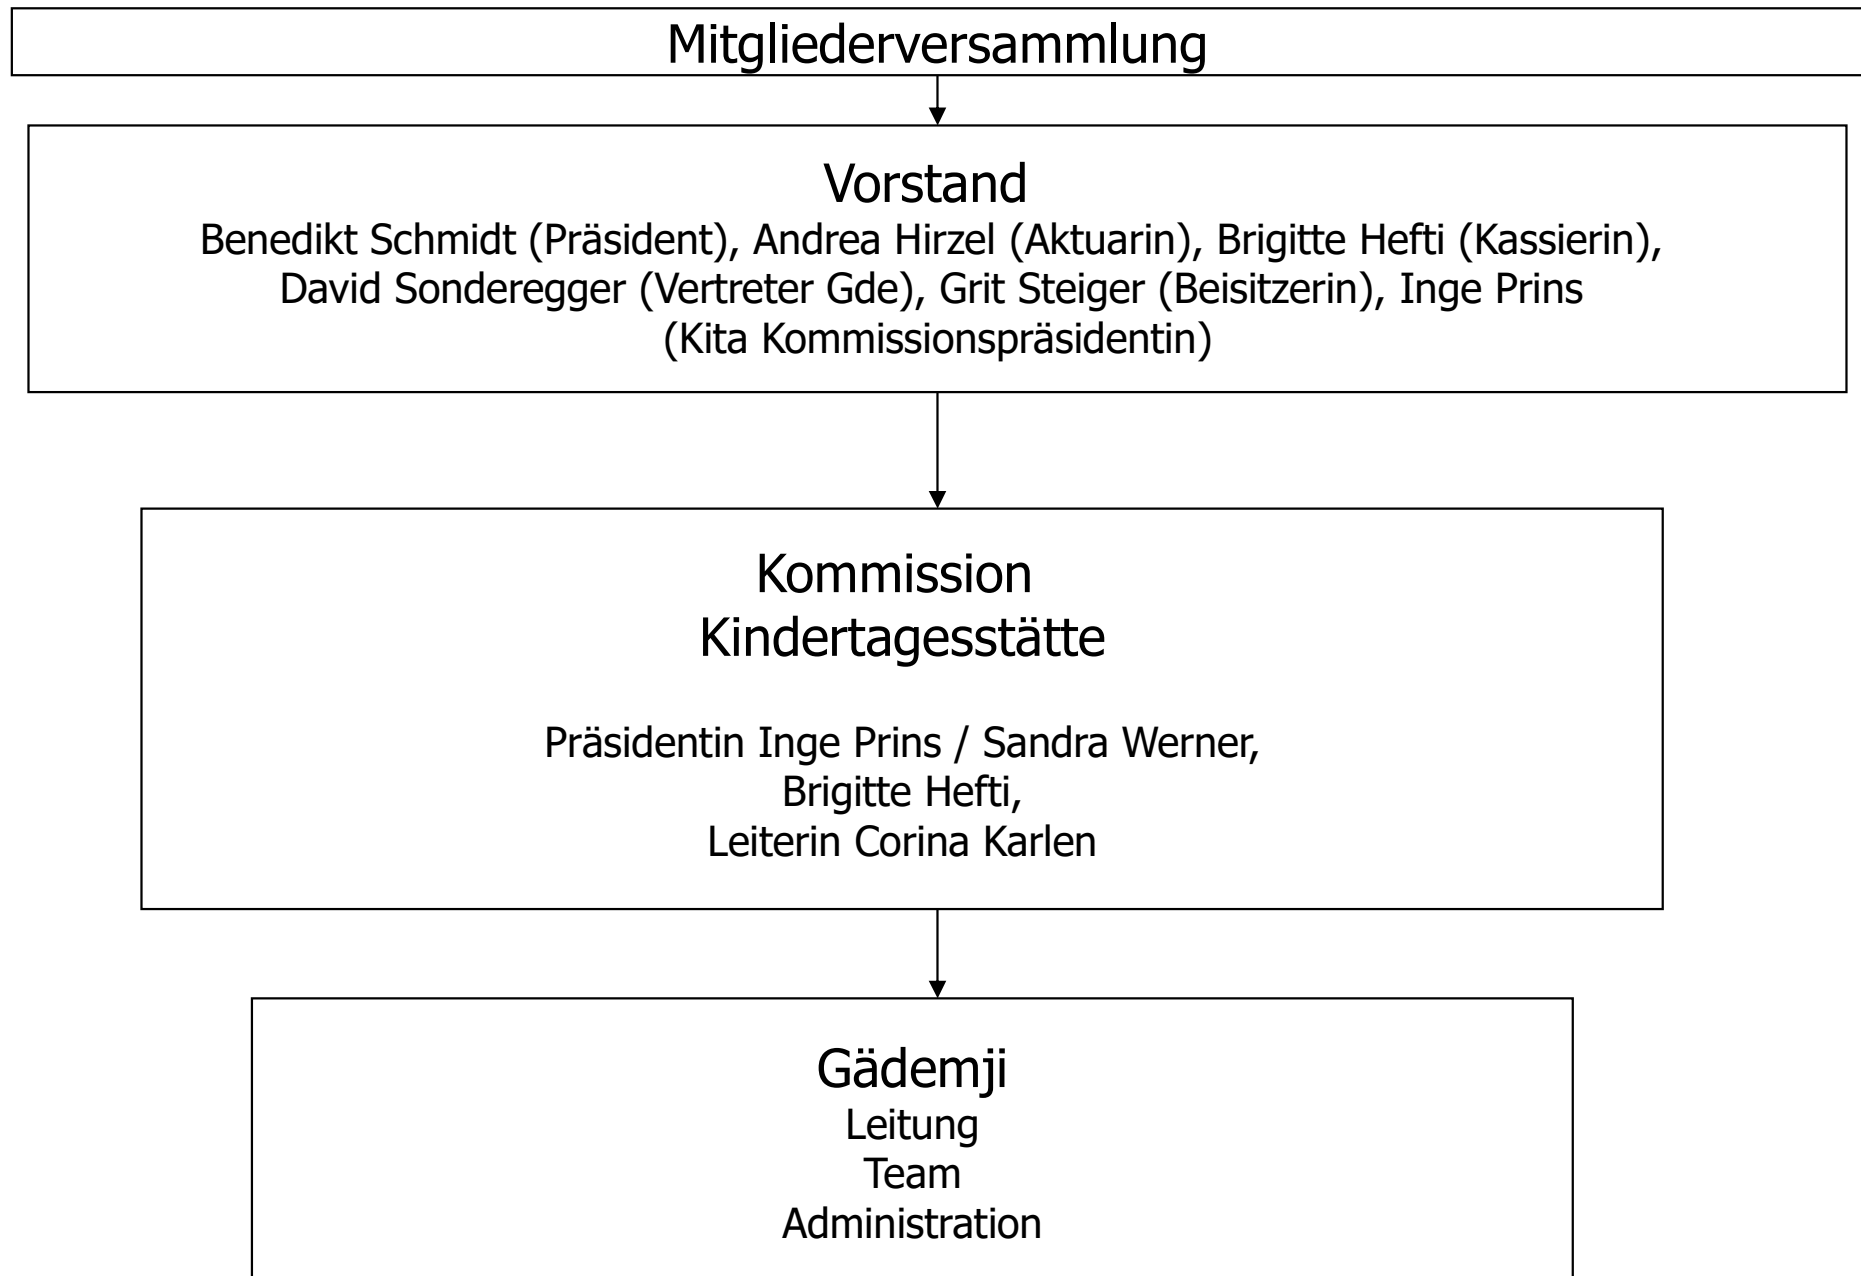 Mitgliederversammlung
Vorstand
Benedikt Schmidt (Präsident), Andrea Hirzel (Aktuarin), Brigitte Hefti (Kassierin),
David Sonderegger (Vertreter Gde), Grit Steiger (Beisitzerin), Inge Prins
(Kita Kommissionspräsidentin)
Kommission
Kindertagesstätte
Präsidentin Inge Prins / Sandra Werner,
Brigitte Hefti,
Leiterin Corina Karlen
Gädemji
Leitung
Team
Administration